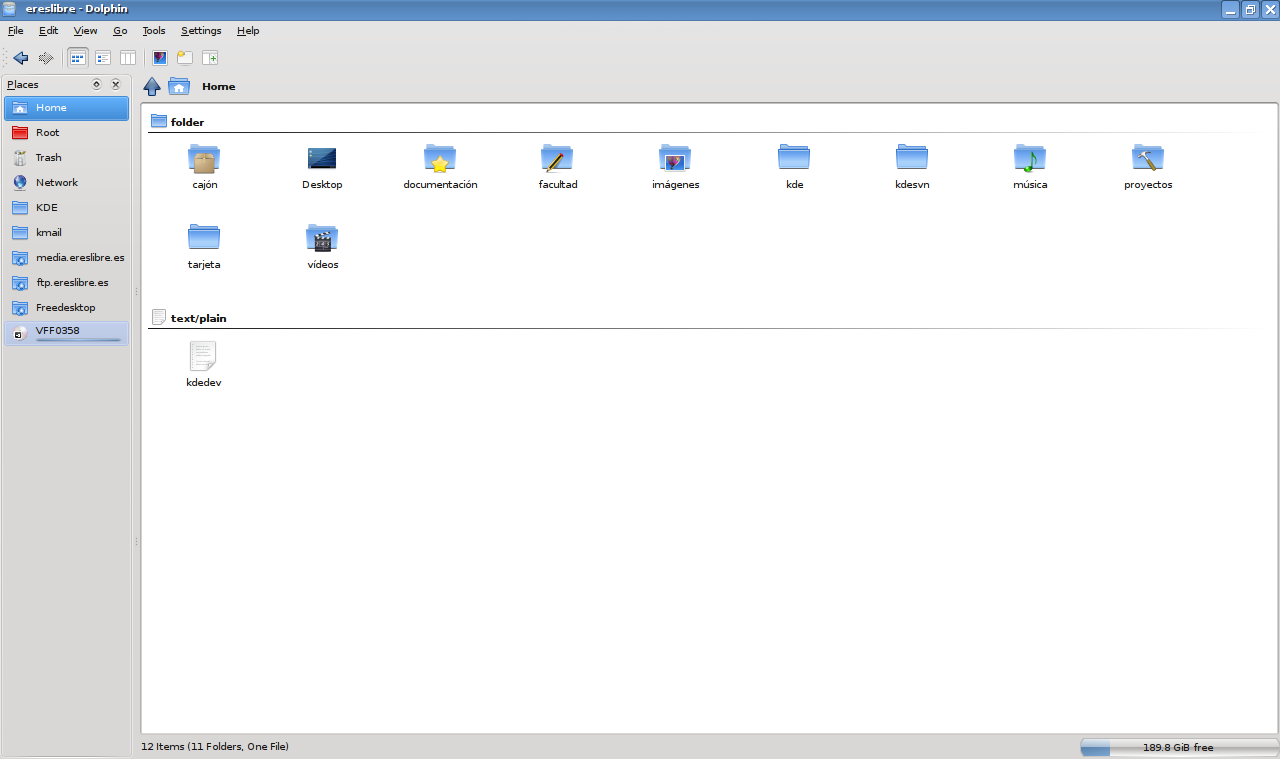 ereslibre - Dolphin
File Edit View Go Tools Settings Help
Places
Home
Root
Trash
Network
KDE
kmail
media.ereslibre.es
ftp.ereslibre.es
Freedesktop
VFF0358
Home
folder
cajón Desktop documentación facultad imágenes kde kdesvn música proyectos
tarjeta vídeos
text/plain
kdedev
12 Items (11 Folders, One File)
189.8 GiB free